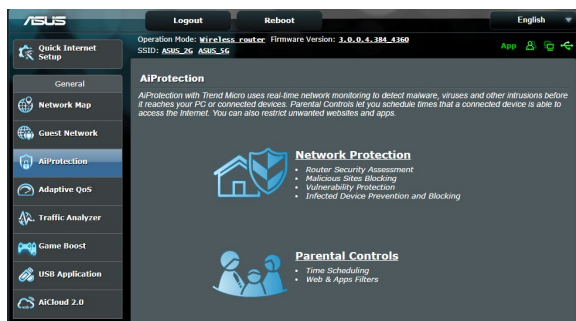 ASUS
Logout
Reboot
English
Quick Internet
Setup
Operation Mode: Wireless router Firmware Version: 3.0.0.4.384_4360
SSID: ASUS_2G ASUS_5G
App
General
Network Map
Guest Network
AiProtection
Adaptive QoS
Traffic Analyzer
Game Boost
USB Application
AiCloud 2.0
AiProtection
AiProtection with Trend Micro uses real-time network monitoring to detect malware, viruses and other intrusions before
it reaches your PC or connected devices. Parental Controls let you schedule times that a connected device is able to
access the Internet. You can also restrict unwanted websites and apps.
Network Protection
• Router Security Assessment
• Malicious Sites Blocking
• Vulnerability Protection
• Infected Device Prevention and Blocking
Parental Controls
• Time Scheduling
• Web & Apps Filters